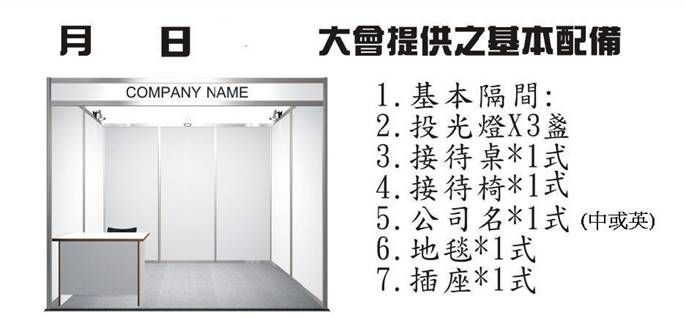 月 日 大會提供之基本配備
COMPANY NAME
1.基本隔間:
2.投光燈X3盞
3.接待桌*1式
4.接待椅*1式
5.公司名*1式 (中或英)
6.地毯*1式
7.插座*1式